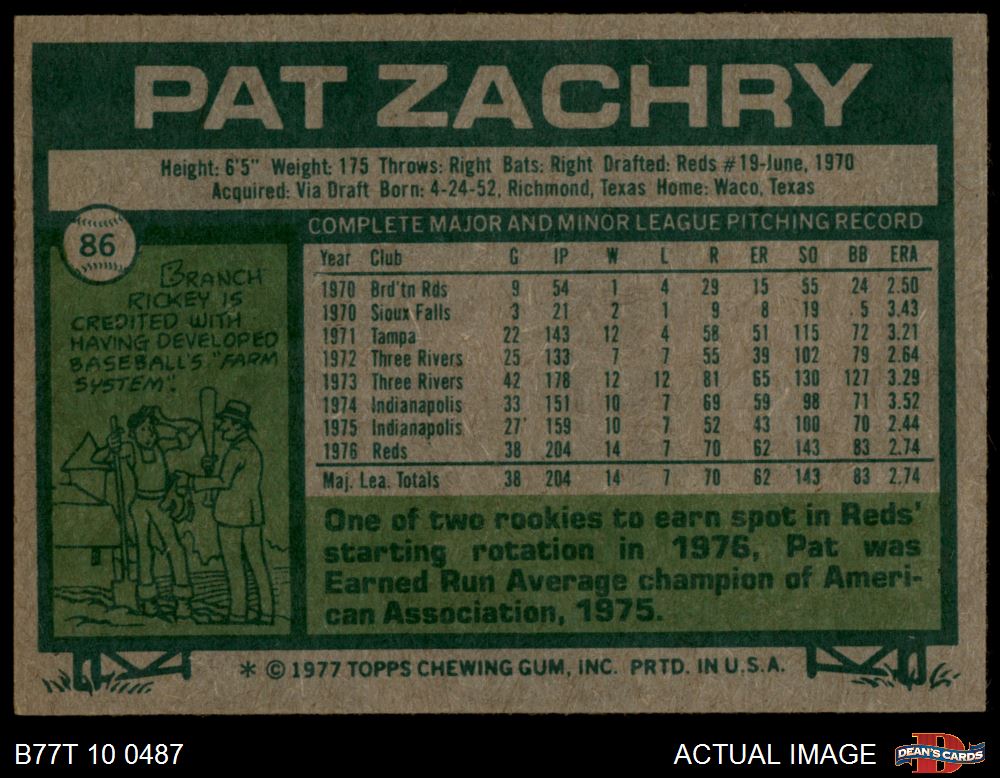 PAT ZACHRY
Height: 6'5" Weight: 175 Throws: Right Bats: Right Drafted: Reds #19-June, 1970
Acquired: Via Draft Born: 4-24-52, Richmond, Texas Home: Waco, Texas
86
BRANCH
RICKEY IS
CREDITED WITH
HAVING DEVELOPED
BASEBALL'S "FARM
SYSTEM".
COMPLETE MAJOR AND MINOR LEAGUE PITCHING RECORD
Year Club G IP W L R ER SO BB ERA
1970 Brd'tn Rds 9 54 1 4 29 15 55 24 2.50
1970 Sioux Falls 3 21 2 1 9 8 19 5 3.43
1971 Tampa 22 143 12 4 58 51 115 72 3.21
1972 Three Rivers 25 133 7 7 55 39 102 79 2.64
1973 Three Rivers 42 178 12 12 81 65 130 127 3.29
1974 Indianapolis 33 151 10 7 69 59 98 71 3.52
1975 Indianapolis 27 159 10 7 52 43 100 70 2.44
1976 Reds 38 204 14 7 70 62 143 83 2.74
Maj. Lea. Totals 38 204 14 7 70 62 143 83 2.74
One of two rookies to earn spot in Reds'
starting rotation in 1976, Pat was
Earned Run Average champion of Ameri-
can Association, 1975.
* © 1977 TOPPS CHEWING GUM, INC. PRTD. IN U.S.A.
B77T 10 0487
ACTUAL IMAGE
DEAN'S CARDS